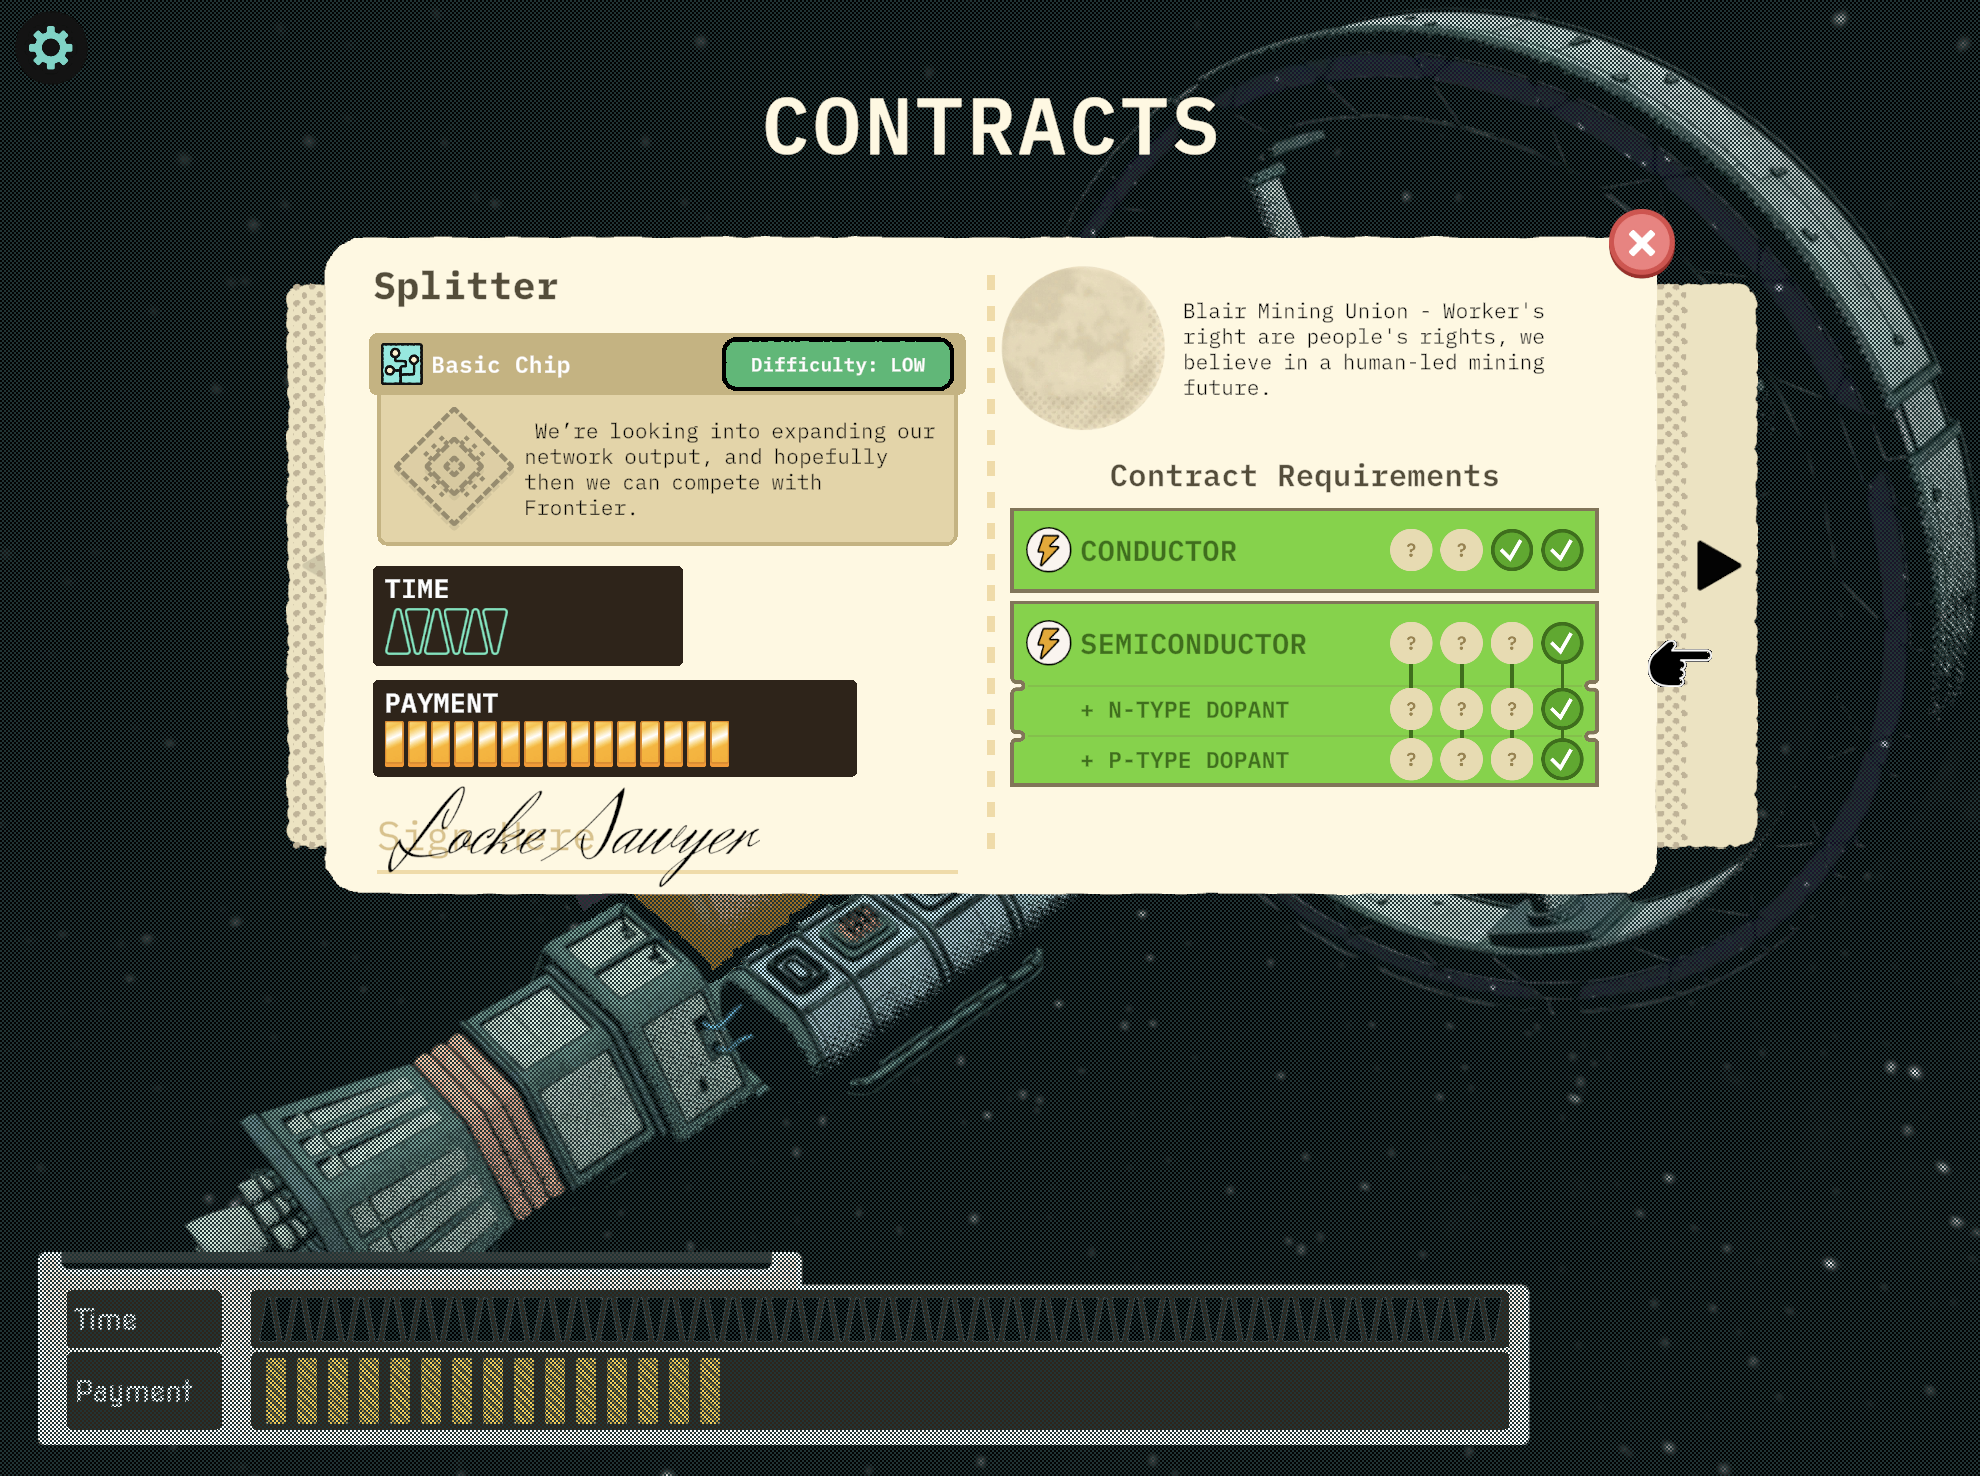 CONTRACTS
Splitter
Basic Chip
Difficulty: LOW
We’re looking into expanding our
network output, and hopefully
then we can compete with
Frontier.
TIME
PAYMENT
Sign Here
Locke Sawyer
Blair Mining Union - Worker's
right are people's rights, we
believe in a human-led mining
future.
Contract Requirements
CONDUCTOR ? ?
SEMICONDUCTOR ? ? ?
+ N-TYPE DOPANT ? ? ?
+ P-TYPE DOPANT ? ? ?
Time
Payment